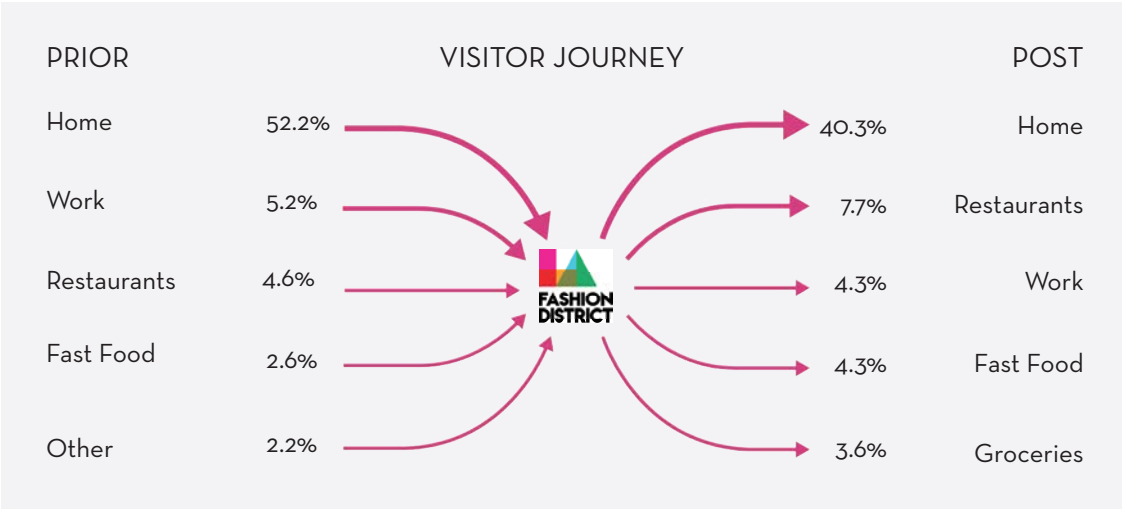 PRIOR VISITOR JOURNEY POST
Home 52.2% 40.3% Home
Work 5.2% 7.7% Restaurants
Restaurants 4.6% 4.3% Work
FASHION
DISTRICT
Fast Food 2.6% 4.3% Fast Food
Other 2.2% 3.6% Groceries